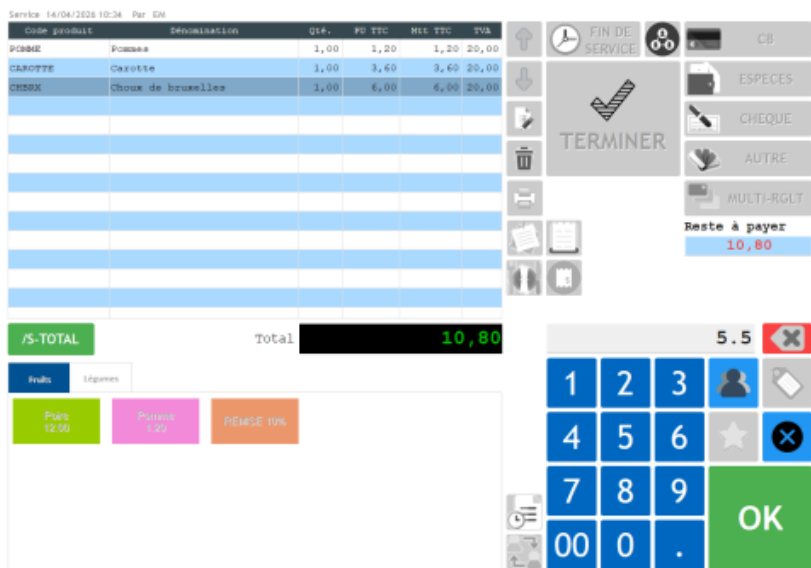 Service 14/04/2026 10:34 Par EM
Code produit Dénomination Qté. PU TTC Mtt TTC TVA
POMME Pommes 1,00 1,20 1,20 20,00
CAROTTE Carotte 1,00 3,60 3,60 20,00
CHBRX Choux de bruxelles 1,00 6,00 6,00 20,00
FIN DE
SERVICE
TERMINER
CB
ESPECES
CHEQUE
AUTRE
MULTI-RGLT
Reste à payer
10,80
/S-TOTAL
Total 10,80
Fruits Légumes
Poire
12.00
Pomme
1.20
REMISE 10%
5.5
1 2 3
4 5 6
7 8 9
00 0 .
OK